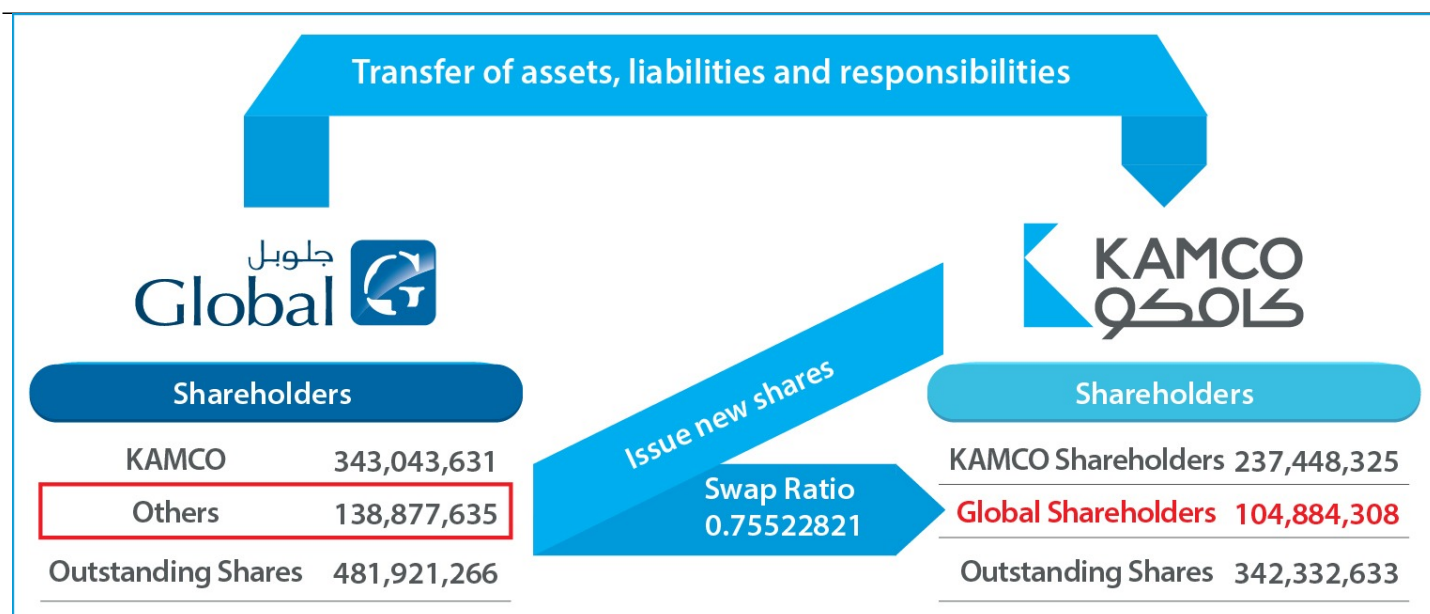 Transfer of assets, liabilities and responsibilities
جلوبل
Global
G
KAMCO
كامكو
Shareholders
KAMCO 343,043,631
Others 138,877,635
Outstanding Shares 481,921,266
Issue new shares
Swap Ratio
0.75522821
Shareholders
KAMCO Shareholders 237,448,325
Global Shareholders 104,884,308
Outstanding Shares 342,332,633